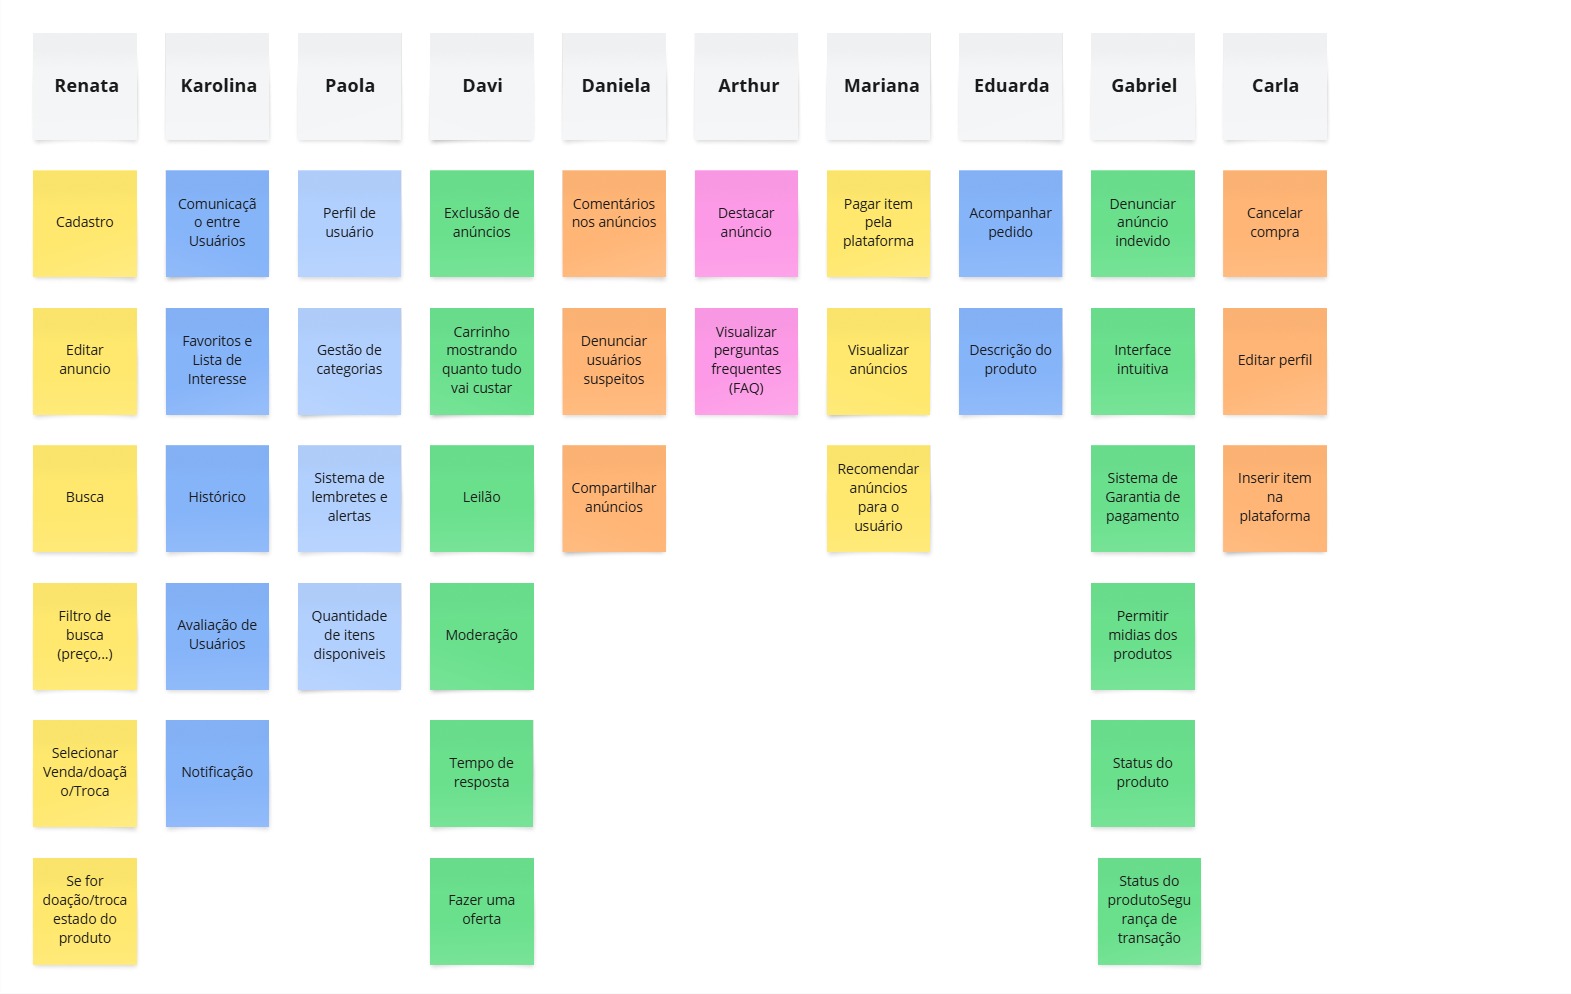 Renata
Karolina
Paola
Davi
Daniela
Arthur
Mariana
Eduarda
Gabriel
Carla
Cadastro
Comunicaçã
o entre
Usuários
Perfil de
usuário
Exclusão de
anúncios
Comentários
nos anúncios
Destacar
anúncio
Pagar item
pela
plataforma
Acompanhar
pedido
Denunciar
anúncio
indevido
Cancelar
compra
Editar
anuncio
Favoritos e
Lista de
Interesse
Gestão de
categorias
Carrinho
mostrando
quanto tudo
vai custar
Denunciar
usuários
suspeitos
Visualizar
perguntas
frequentes
(FAQ)
Visualizar
anúncios
Descrição do
produto
Interface
intuitiva
Editar perfil
Busca
Histórico
Sistema de
lembretes e
alertas
Leilão
Compartilhar
anúncios
Recomendar
anúncios
para o
usuário
Sistema de
Garantia de
pagamento
Inserir item
na
plataforma
Filtro de
busca
(preço,..)
Avaliação de
Usuários
Quantidade
de itens
disponiveis
Moderação
Permitir
midias dos
produtos
Selecionar
Venda/doaçã
o/Troca
Notificação
Tempo de
resposta
Status do
produto
Se for
doação/troca
estado do
produto
Fazer uma
oferta
Status do
produtoSegu
rança de
transação